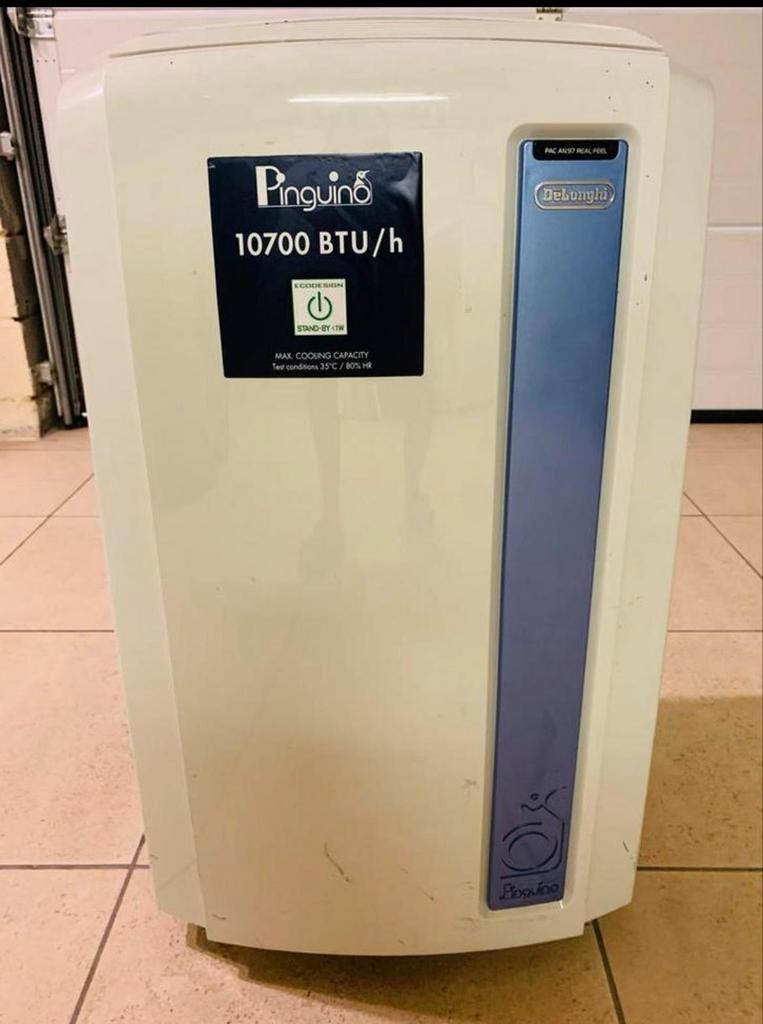 Pinguino
10700 BTU/h
ECODESIGN
STAND-BY <1W
MAX. COOLING CAPACITY
Test conditions 35°C / 80% HR
PAC AN97 REAL FEEL
DeLonghi
Pinguino